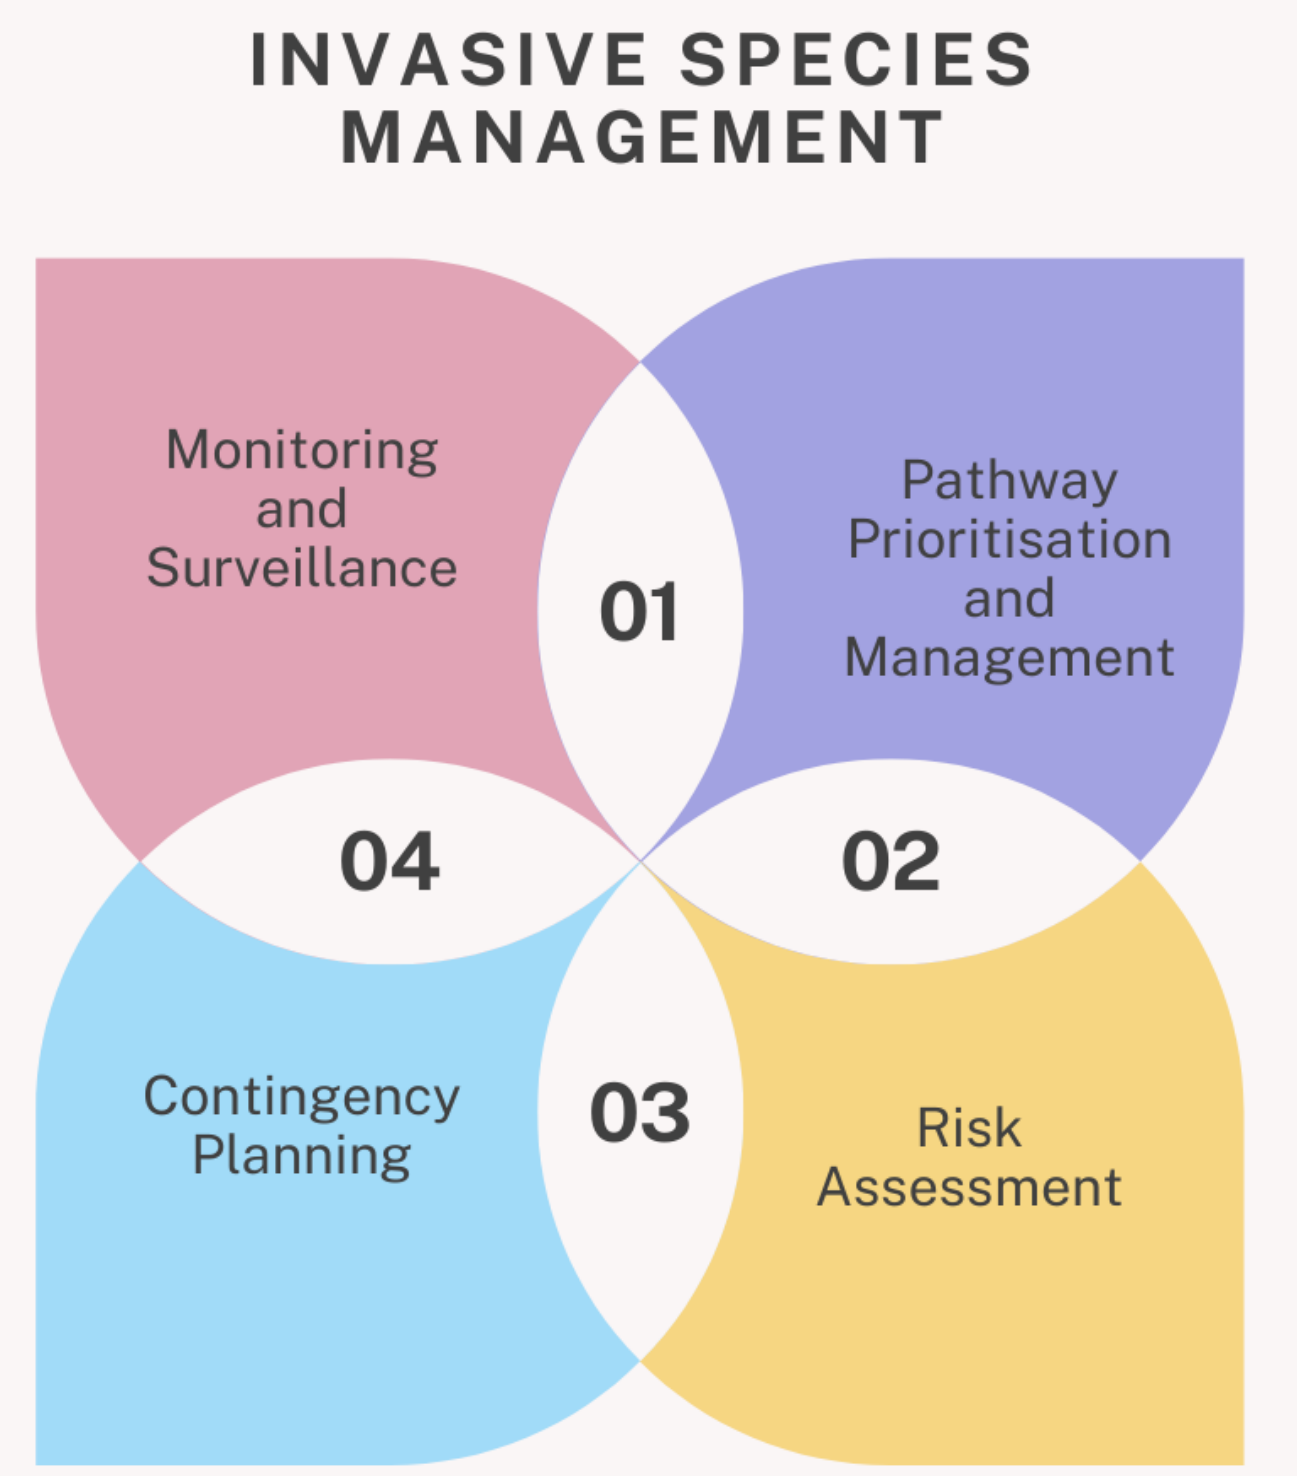 INVASIVE SPECIES
MANAGEMENT
Monitoring
and
Surveillance
Pathway
Prioritisation
and
Management
01
04
02
Contingency
Planning
03
Risk
Assessment